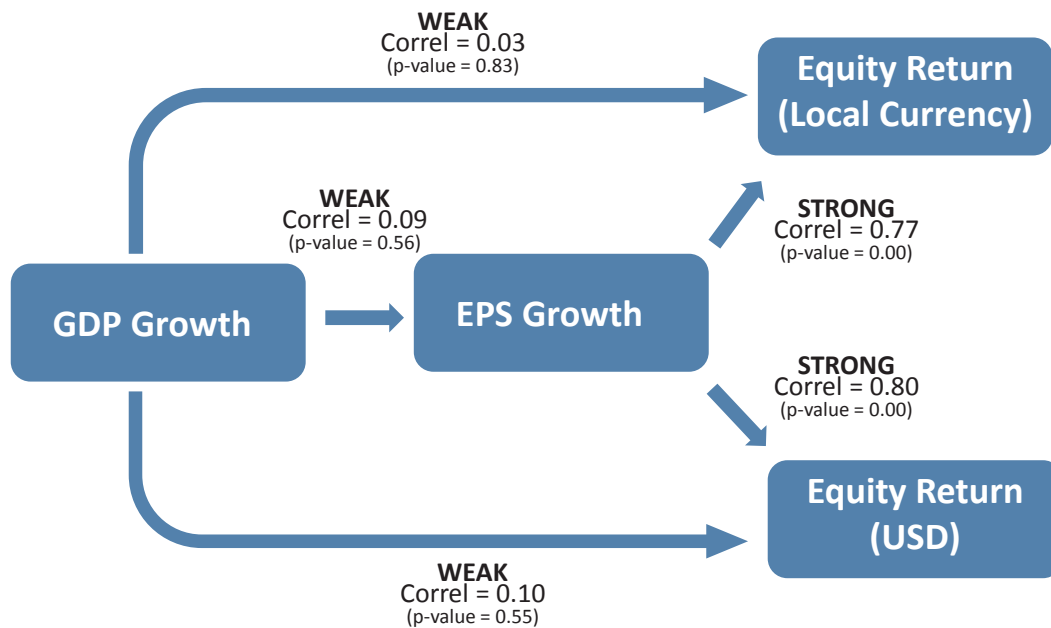 WEAK
Correl = 0.03
(p-value = 0.83)
Equity Return
(Local Currency)
WEAK
Correl = 0.09
(p-value = 0.56)
STRONG
Correl = 0.77
(p-value = 0.00)
GDP Growth
EPS Growth
STRONG
Correl = 0.80
(p-value = 0.00)
Equity Return
(USD)
WEAK
Correl = 0.10
(p-value = 0.55)